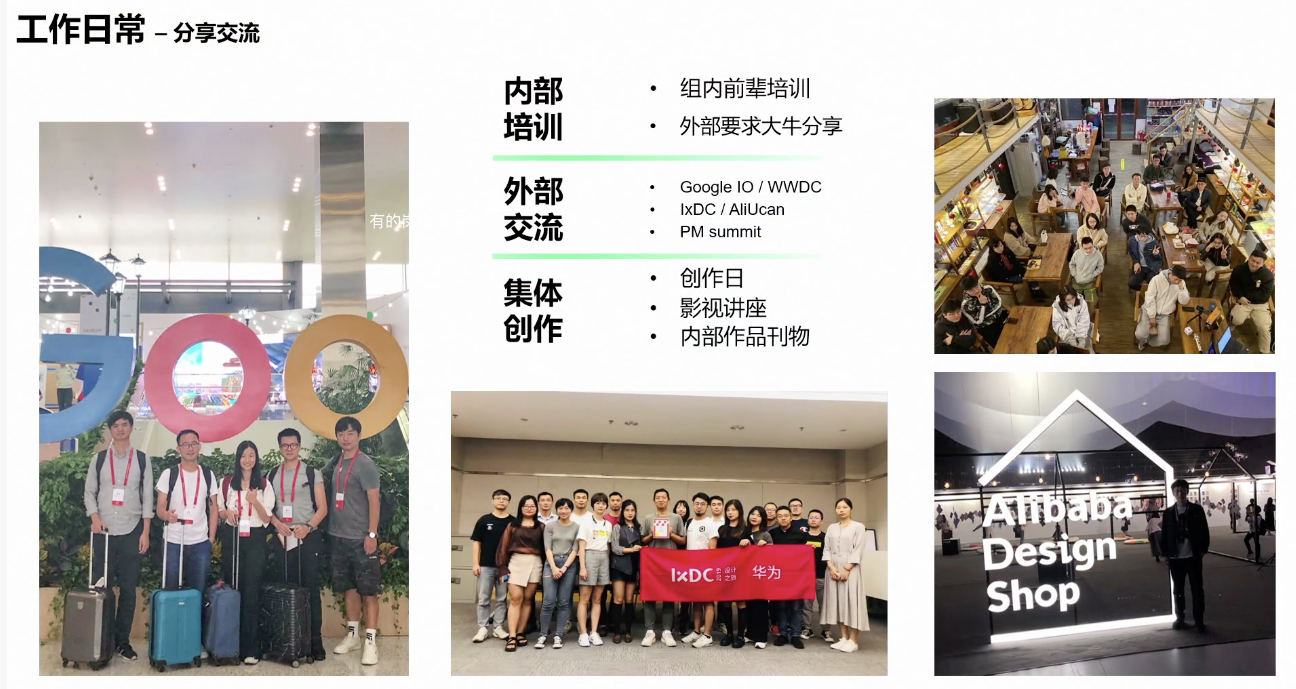 工作日常 – 分享交流
内部
培训
• 组内前辈培训
• 外部要求大牛分享
外部
交流
• Google IO / WWDC
• IxDC / AliUcan
• PM summit
集体
创作
• 创作日
• 影视讲座
• 内部作品刊物
有的岗
GOO
IxDC 华为
Alibaba
Design
Shop